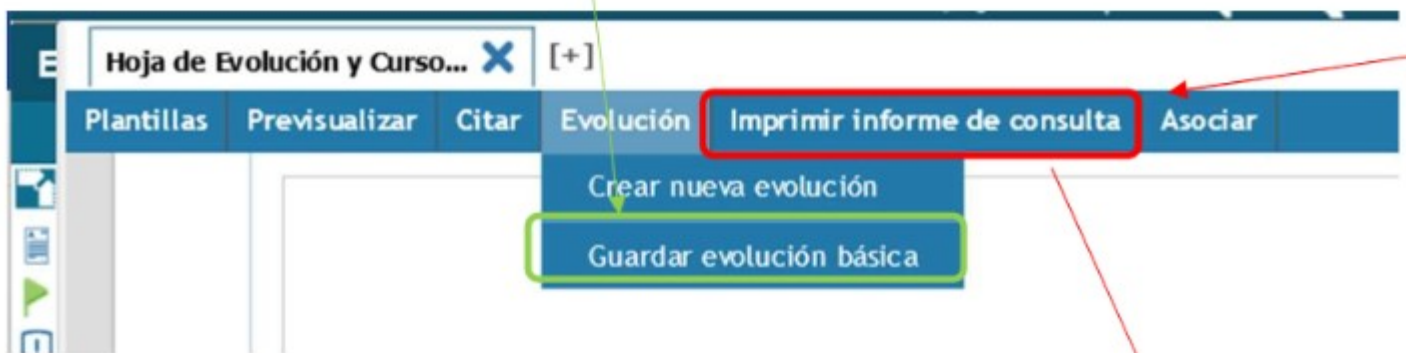 Hoja de Evolución y Curso... [+]
Plantillas Previsualizar Citar Evolución Imprimir informe de consulta Asociar
Crear nueva evolución
Guardar evolución básica